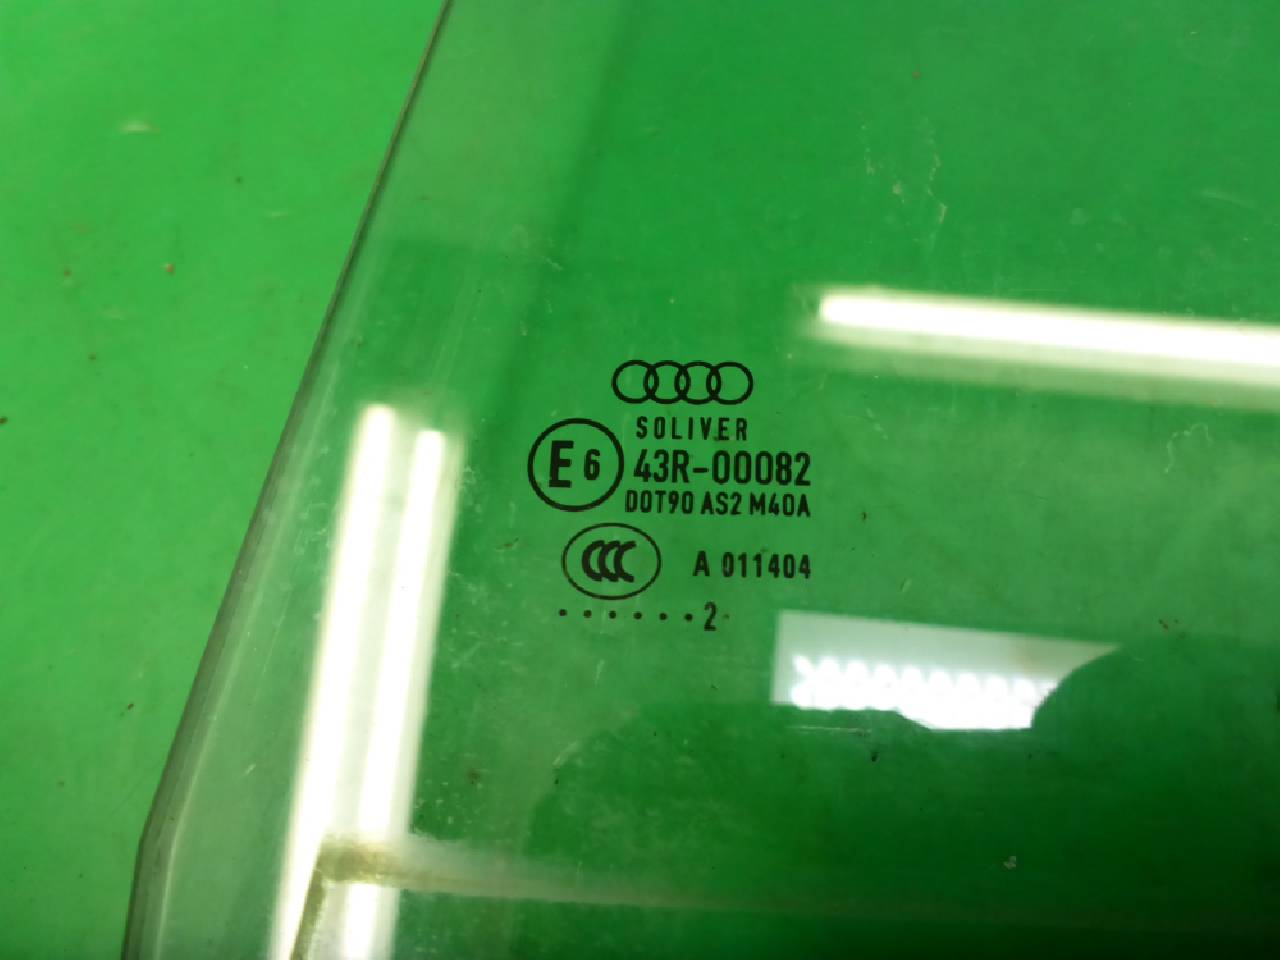 SOLIVER
E6 43R-00082
DOT90 AS2 M40A
CCC A 011404
......2